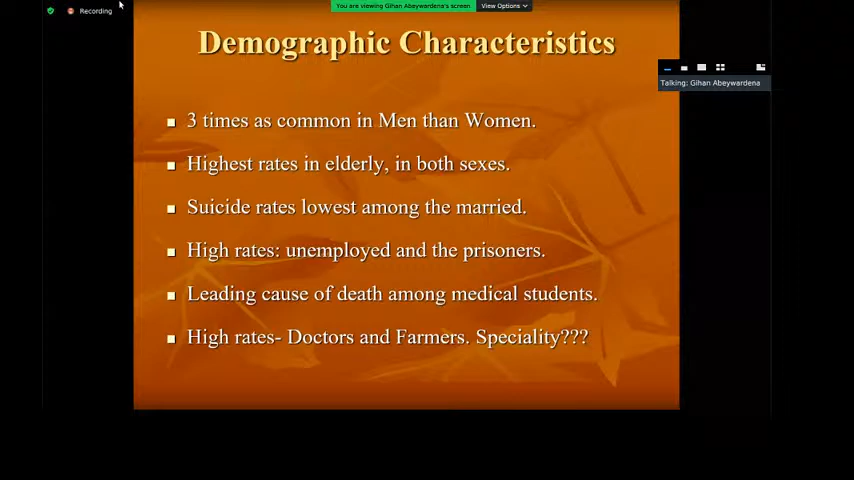 You are viewing Gihan Abeywardena's screen
View Options
Recording
Demographic Characteristics
Talking: Gihan Abeywardena
3 times as common in Men than Women.
Highest rates in elderly, in both sexes.
Suicide rates lowest among the married.
High rates: unemployed and the prisoners.
Leading cause of death among medical students.
High rates- Doctors and Farmers. Speciality???